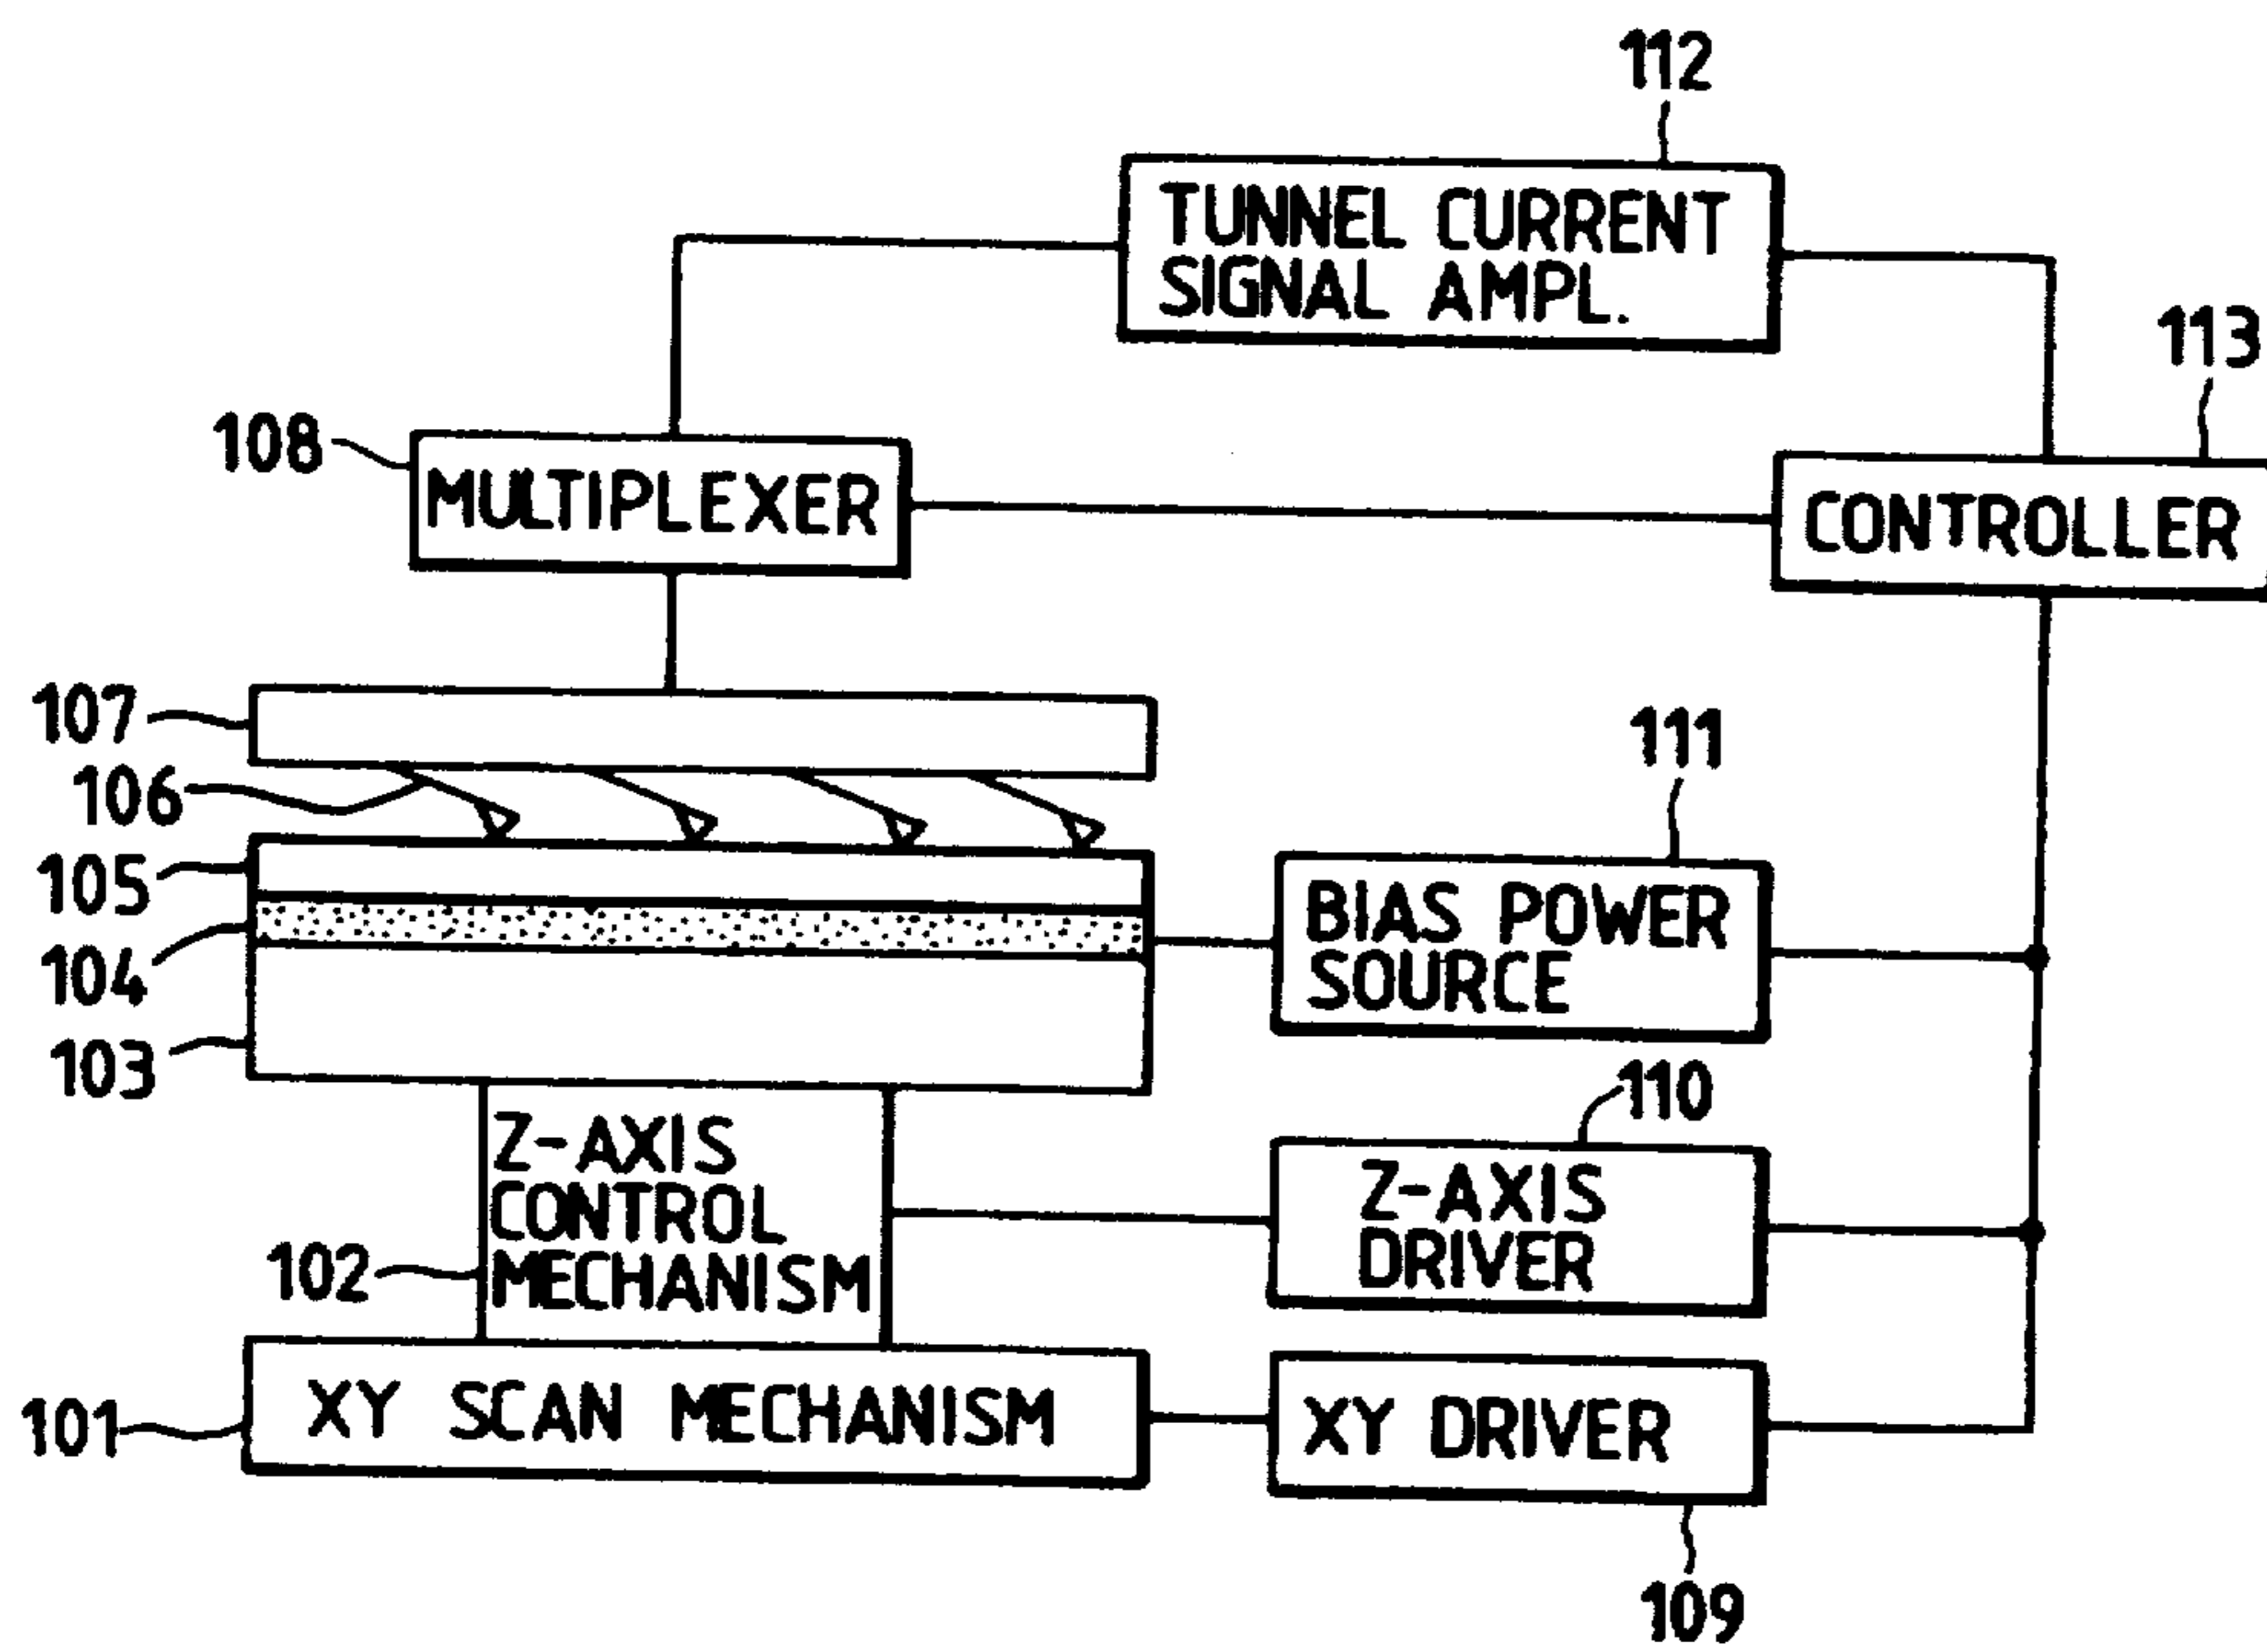 112
TUNNEL CURRENT
SIGNAL AMPL.
113
108
MULTIPLEXER
CONTROLLER
107
111
106
105
BIAS POWER
SOURCE
104
103
110
Z-AXIS
CONTROL
MECHANISM
Z-AXIS
DRIVER
102
XY SCAN MECHANISM
XY DRIVER
101
109